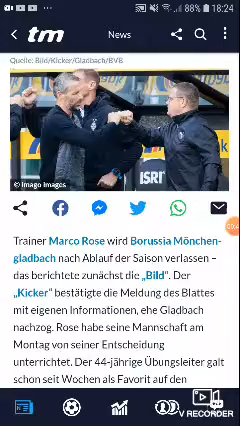 88% 18:24
tm News
Quelle: Bild/Kicker/Gladbach/BVB
ISRI
© imago images
Trainer Marco Rose wird Borussia Mönchen-
gladbach nach Ablauf der Saison verlassen –
das berichtete zunächst die „Bild“. Der
„Kicker“ bestätigte die Meldung des Blattes
mit eigenen Informationen, ehe Gladbach
nachzog. Rose habe seine Mannschaft am
Montag von seiner Entscheidung
unterrichtet. Der 44-jährige Übungsleiter galt
schon seit Wochen als Favorit auf den
V RECORDER